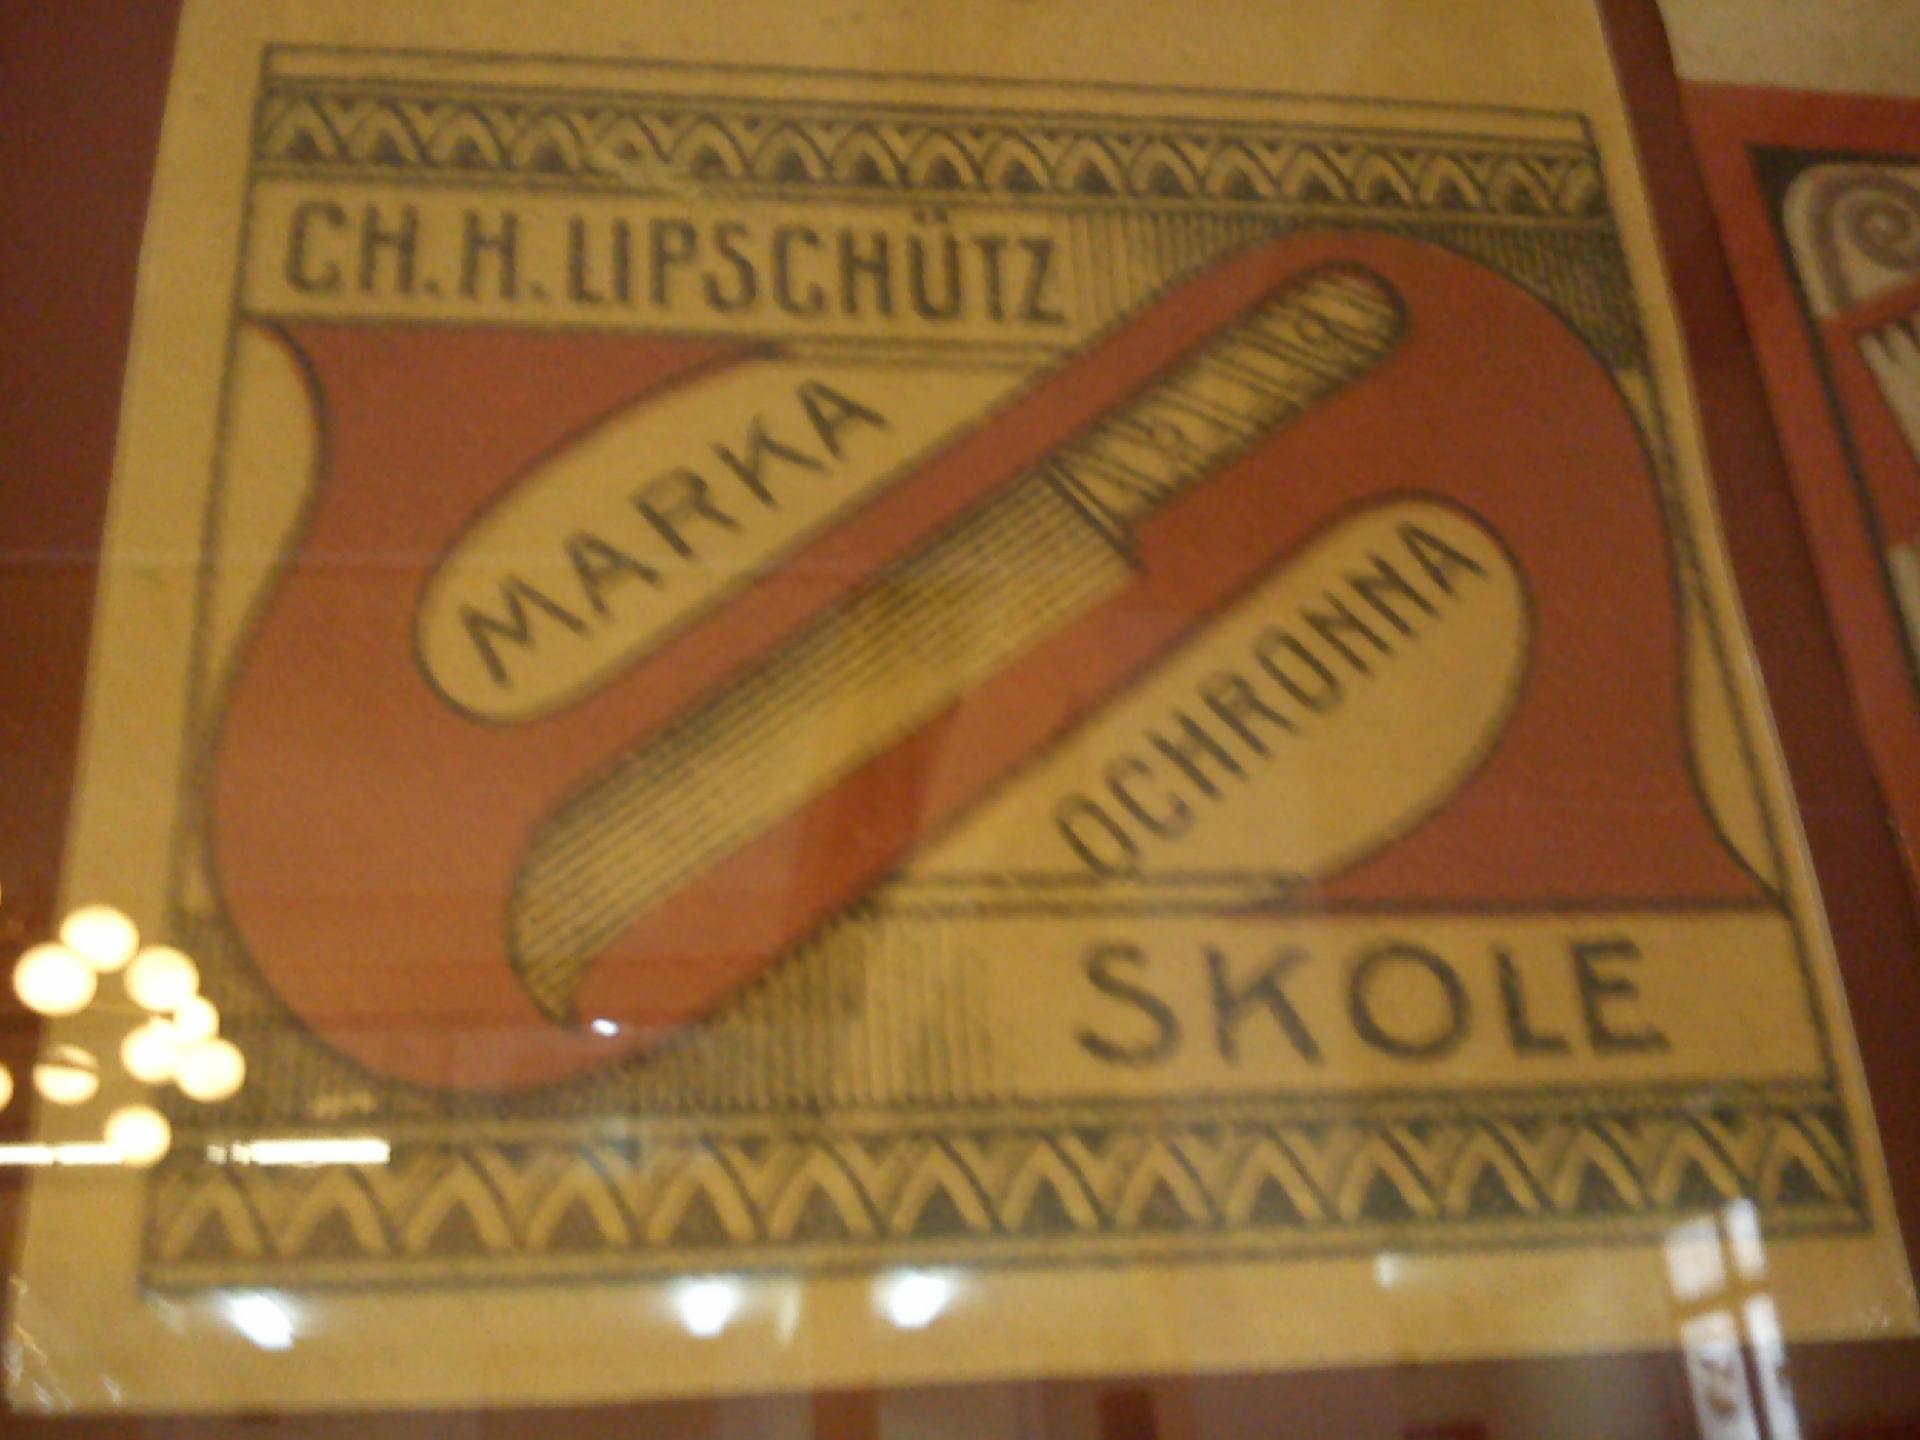 CH. H. LIPSCHÜTZ
MARKA
OCHRONNA
SKOLE